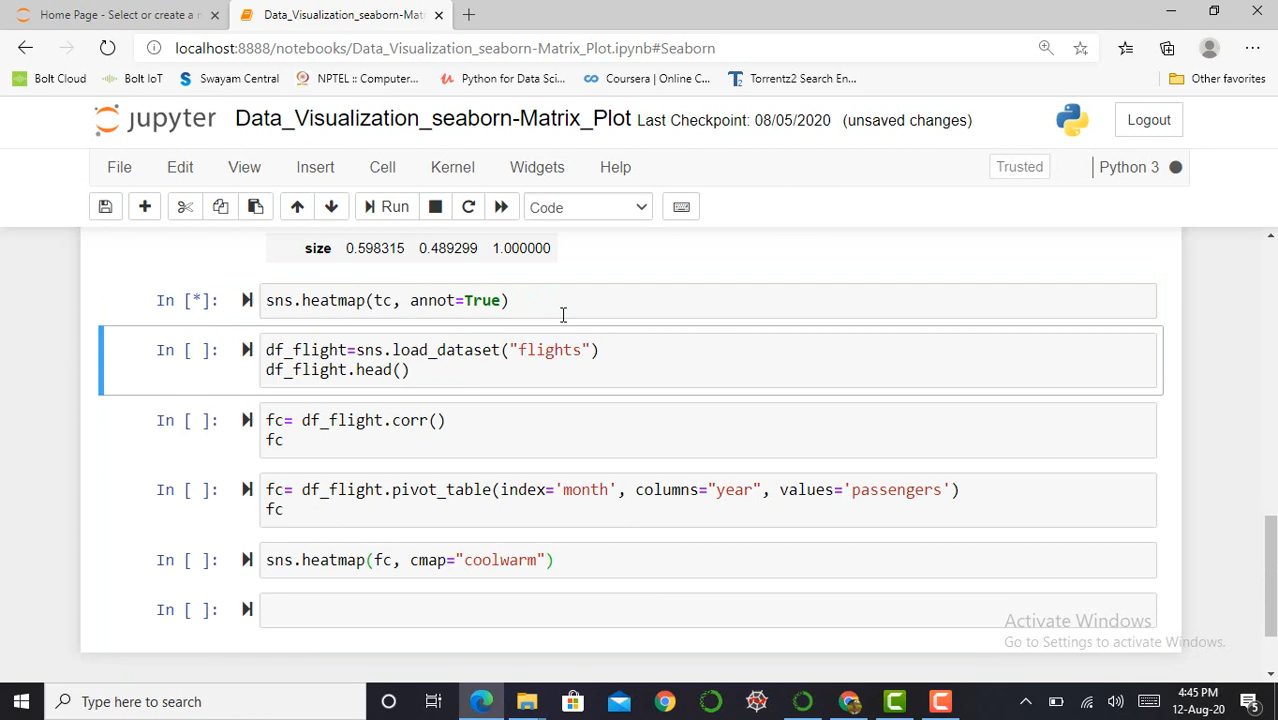 Home Page - Select or create a n
Data_Visualization_seaborn-Matri
localhost:8888/notebooks/Data_Visualization_seaborn-Matrix_Plot.ipynb#Seaborn
Bolt Cloud
Bolt IoT
Swayam Central
NPTEL :: Computer...
Python for Data Sci...
Coursera | Online C...
Torrentz2 Search En...
Other favorites
jupyter
Data_Visualization_seaborn-Matrix_Plot
Last Checkpoint: 08/05/2020 (unsaved changes)
Logout
File Edit View Insert Cell Kernel Widgets Help
Trusted
Python 3
Run
Code
size 0.598315 0.489299 1.000000
In [*]: sns.heatmap(tc, annot=True)
In [ ]: df_flight=sns.load_dataset("flights")
df_flight.head()
In [ ]: fc= df_flight.corr()
fc
In [ ]: fc= df_flight.pivot_table(index='month', columns="year", values='passengers')
fc
In [ ]: sns.heatmap(fc, cmap="coolwarm")
In [ ]:
Activate Windows
Go to Settings to activate Windows.
Type here to search
4:45 PM
12-Aug-20
5